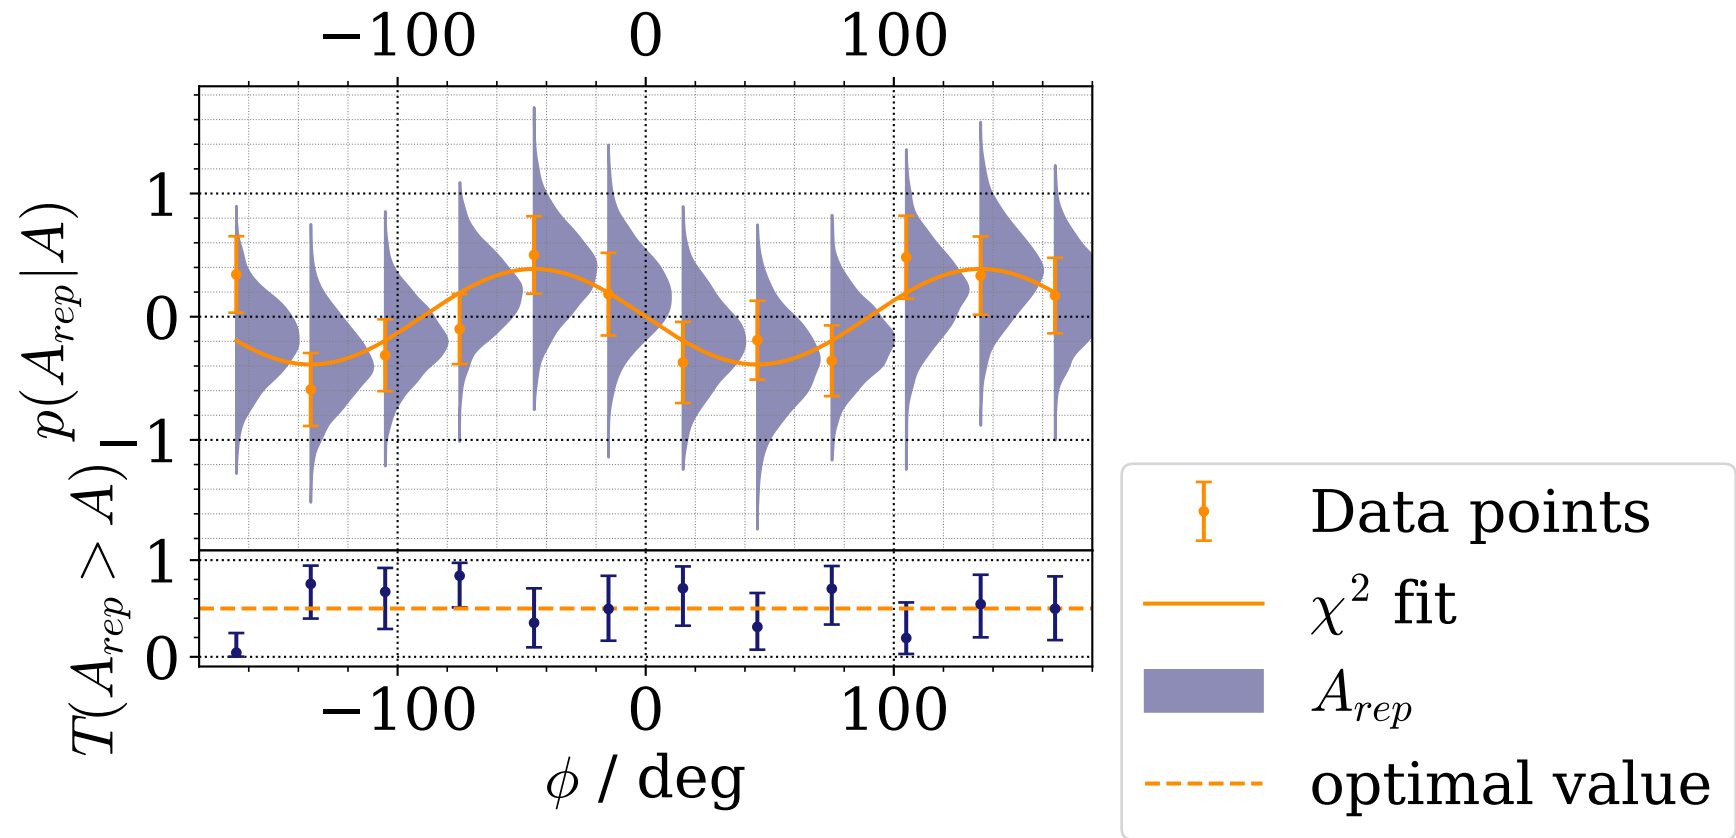 −100 0 100
p(A_rep|A)
1
0
−1
T(A_rep > A)
1
0
−100 0 100
ϕ / deg
Data points
χ² fit
A_rep
optimal value